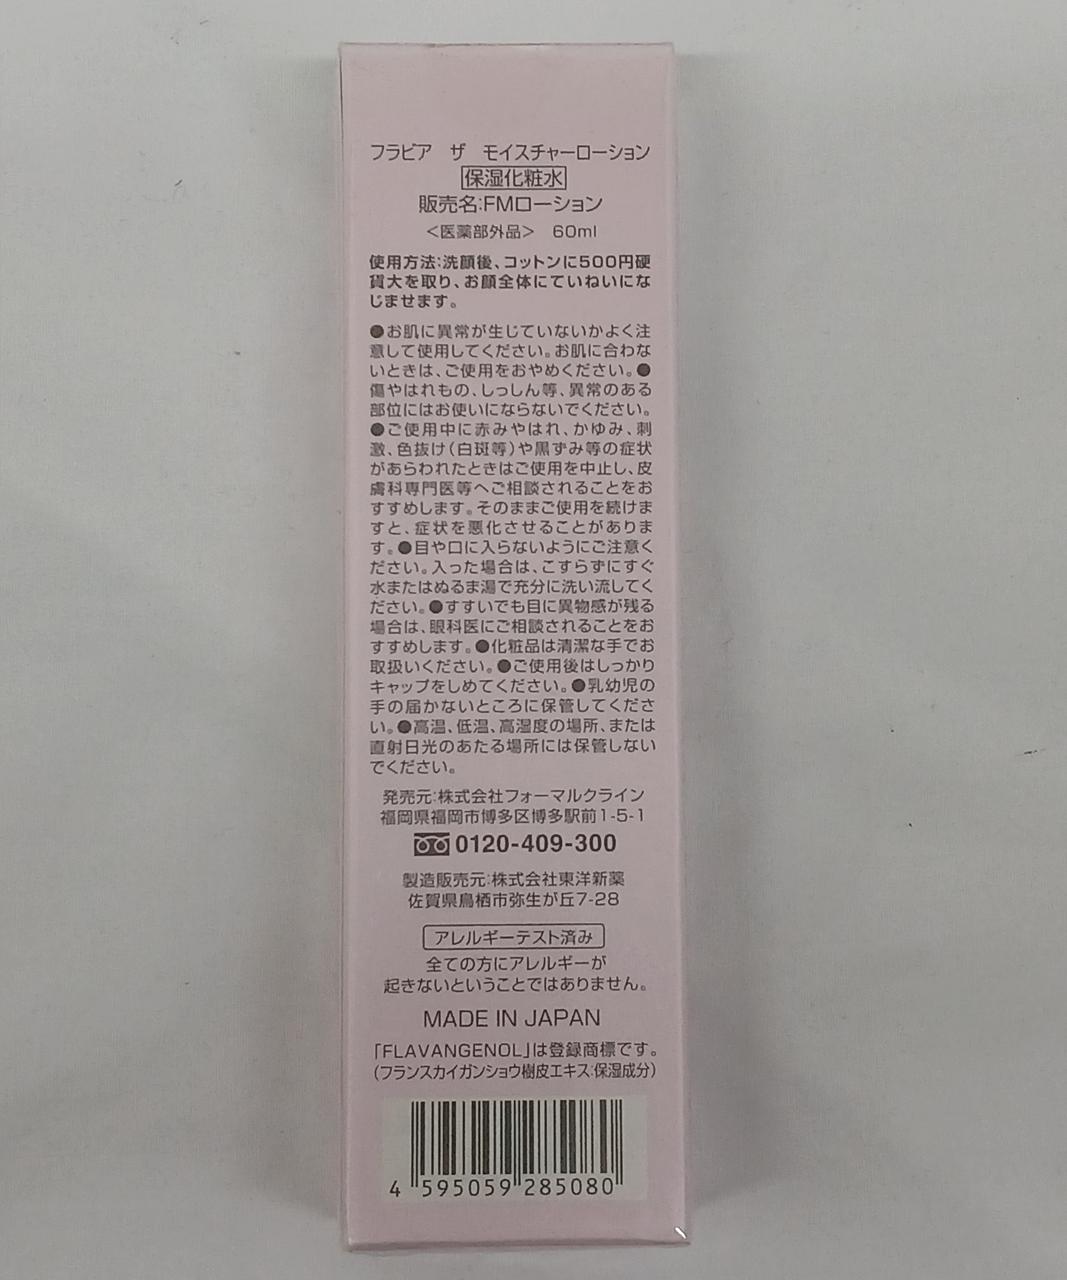 フラビア ザ モイスチャーローション
保湿化粧水
販売名:FMローション
<医薬部外品> 60ml
使用方法:洗顔後、コットンに500円硬
貨大を取り、お顔全体にていねいにな
じませます。
●お肌に異常が生じていないかよく注
意して使用してください。お肌に合わな
いときは、ご使用をおやめください。●
傷やはれもの、しっしん等、異常のある
部位にはお使いにならないでください。
●ご使用中に赤みやはれ、かゆみ、刺
激、色抜け(白斑等)や黒ずみ等の症状
があらわれたときはご使用を中止し、皮
膚科専門医等へご相談されることをお
すすめします。そのままご使用を続けま
すと、症状を悪化させることがありま
す。●目や口に入らないようにご注意く
ださい。入った場合は、こすらずにすぐ
水またはぬるま湯で充分に洗い流してく
ださい。●すすいでも目に異物感が残る
場合は、眼科医にご相談されることをお
すすめします。●化粧品は清潔な手でお
取扱いください。●ご使用後はしっかり
キャップをしめてください。●乳幼児の
手の届かないところに保管してくださ
い。●高温、低温、高湿度の場所、または
直射日光のあたる場所には保管しない
でください。
発売元:株式会社フォーマルクライン
福岡県福岡市博多区博多駅前1-5-1
0120-409-300
製造販売元:株式会社東洋新薬
佐賀県鳥栖市弥生が丘7-28
アレルギーテスト済み
全ての方にアレルギーが
起きないということではありません。
MADE IN JAPAN
「FLAVANGENOL」は登録商標です。
(フランスカイガンショウ樹皮エキス:保湿成分)
4 595059 285080